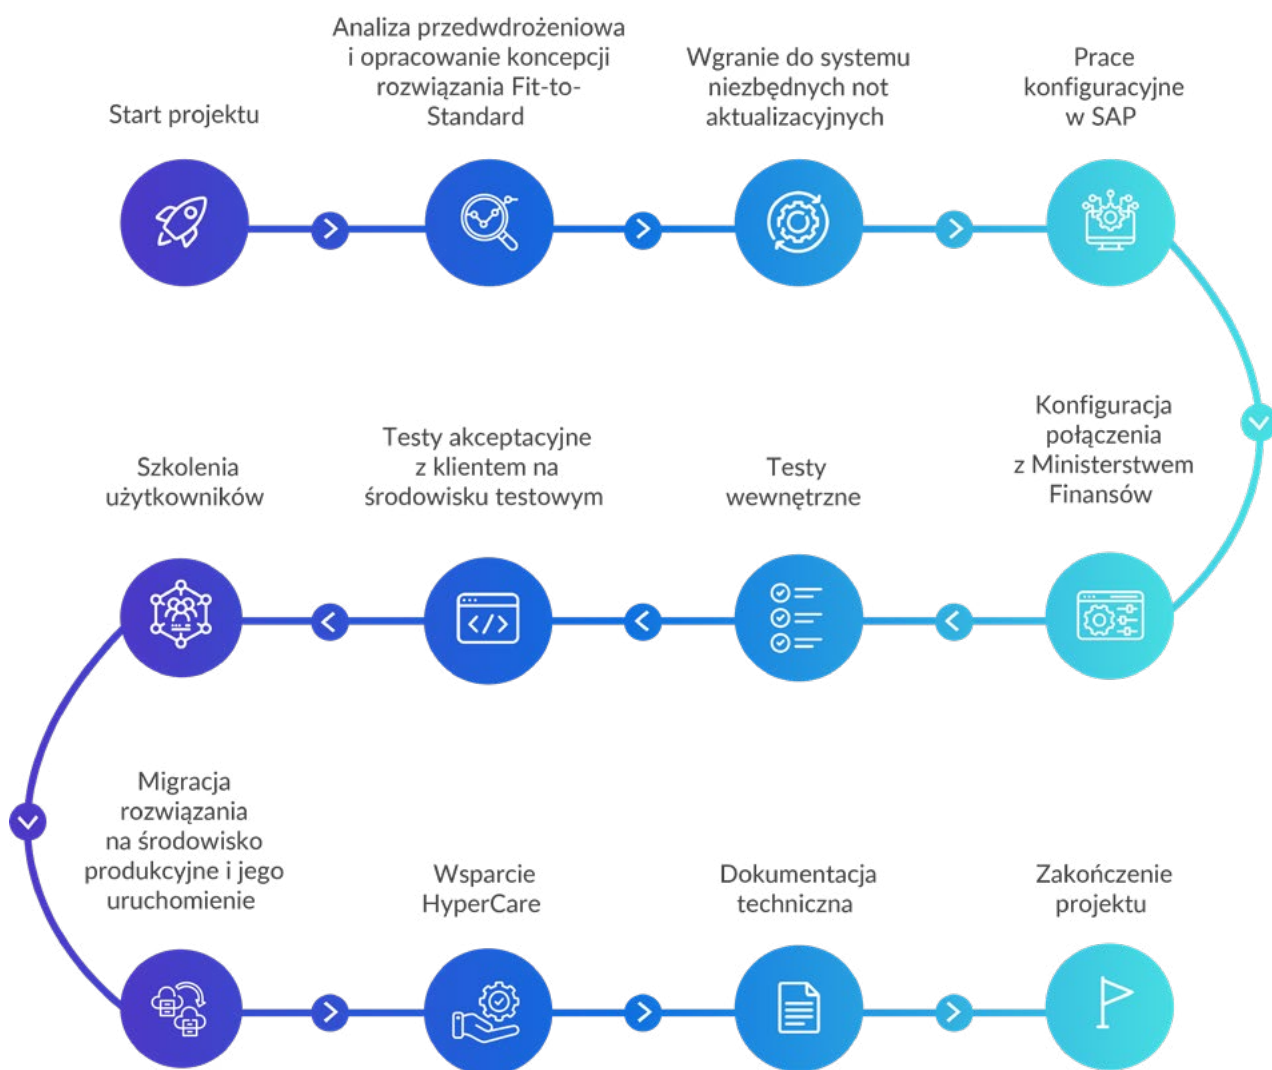 Start projektu
Analiza przedwdrożeniowa
i opracowanie koncepcji
rozwiązania Fit-to-
Standard
Wgranie do systemu
niezbędnych not
aktualizacyjnych
Prace
konfiguracyjne
w SAP
Konfiguracja
połączenia
z Ministerstwem
Finansów
Testy
wewnętrzne
Testy akceptacyjne
z klientem na
środowisku testowym
Szkolenia
użytkowników
Migracja
rozwiązania
na środowisko
produkcyjne i jego
uruchomienie
Wsparcie
HyperCare
Dokumentacja
techniczna
Zakończenie
projektu